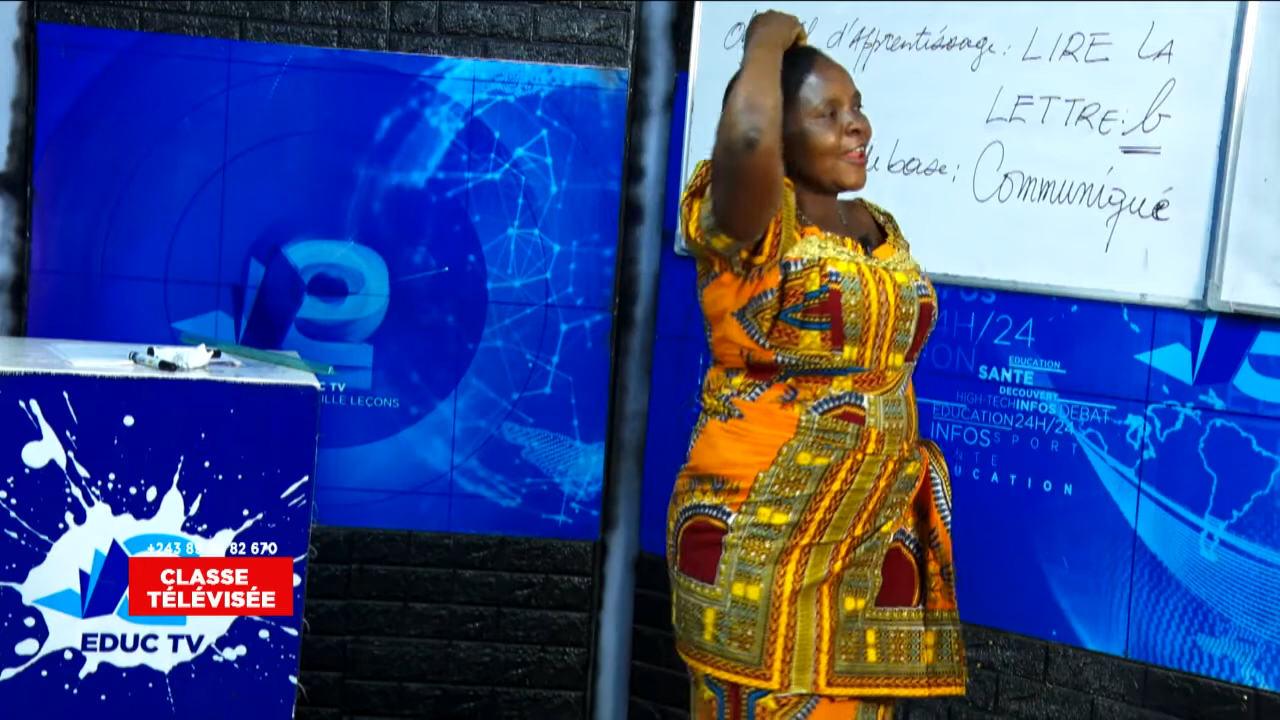 d'Apprentissage: LIRE LA
LETTRE: b
base: Communiqué
24H/24
EDUCATION
SANTE
DECOUVERT
HIGH-TECH INFOS DEBAT
EDUCATION 24H/24
INFOS SPORT
LEÇONS
CLASSE
TÉLÉVISÉE
EDUC TV